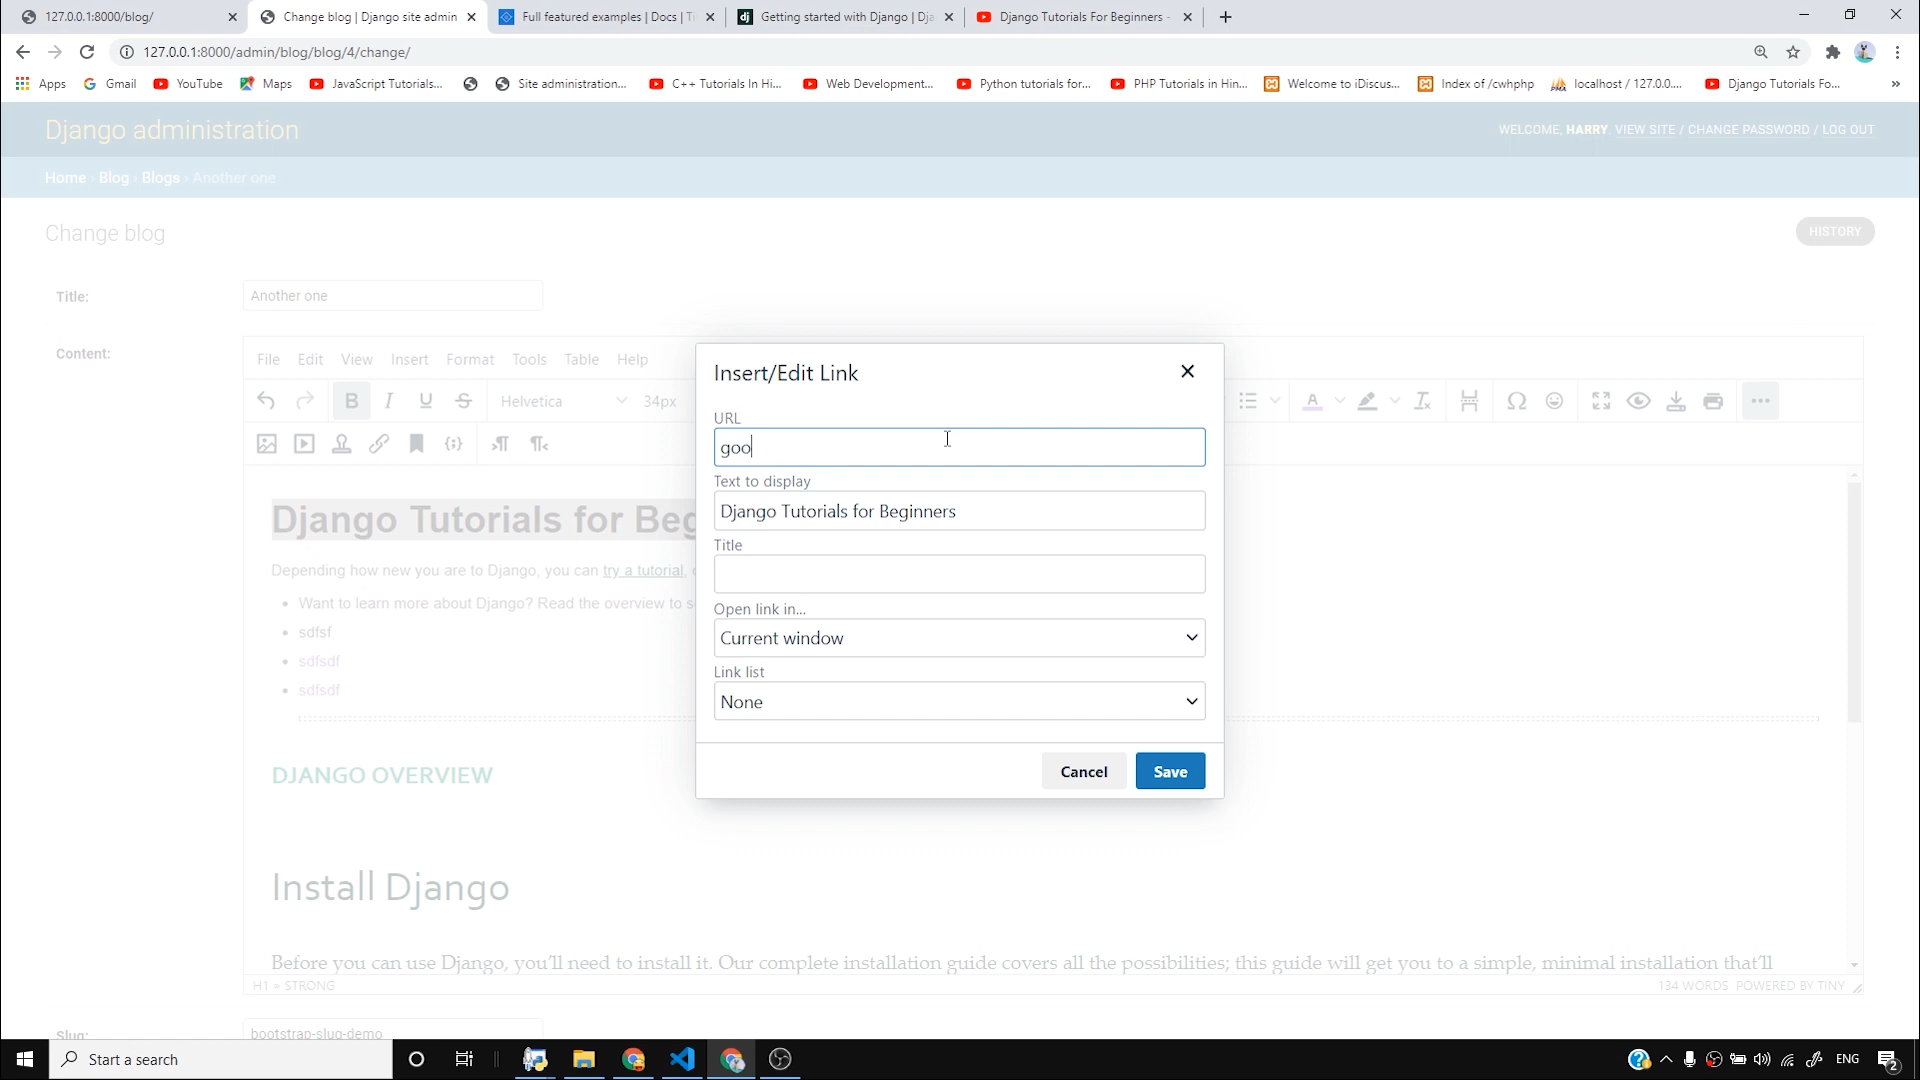 127.0.0.1:8000/blog/
Change blog | Django site admin
Full featured examples | Docs | Ti
Getting started with Django | Dja
Django Tutorials For Beginners -
127.0.0.1:8000/admin/blog/blog/4/change/
Apps
Gmail
YouTube
Maps
JavaScript Tutorials...
Site administration...
C++ Tutorials In Hi...
Web Development...
Python tutorials for...
PHP Tutorials in Hin...
Welcome to iDiscus...
Index of /cwhphp
localhost / 127.0.0....
Django Tutorials Fo...
Django administration
WELCOME, HARRY. VIEW SITE / CHANGE PASSWORD / LOG OUT
Home › Blog › Blogs › Another one
Change blog
HISTORY
Title:
Another one
Content:
File Edit View Insert Format Tools Table Help
Helvetica
34px
Django Tutorials for Beg
Depending how new you are to Django, you can try a tutorial,
Want to learn more about Django? Read the overview to s
sdfsf
sdfsdf
sdfsdf
DJANGO OVERVIEW
Install Django
Before you can use Django, you'll need to install it. Our complete installation guide covers all the possibilities; this guide will get you to a simple, minimal installation that'll
H1 » STRONG
134 WORDS POWERED BY TINY
Slug:
bootstrap-slug-demo
Insert/Edit Link
URL
goo
Text to display
Django Tutorials for Beginners
Title
Open link in...
Current window
Link list
None
Cancel
Save
Start a search
ENG
2